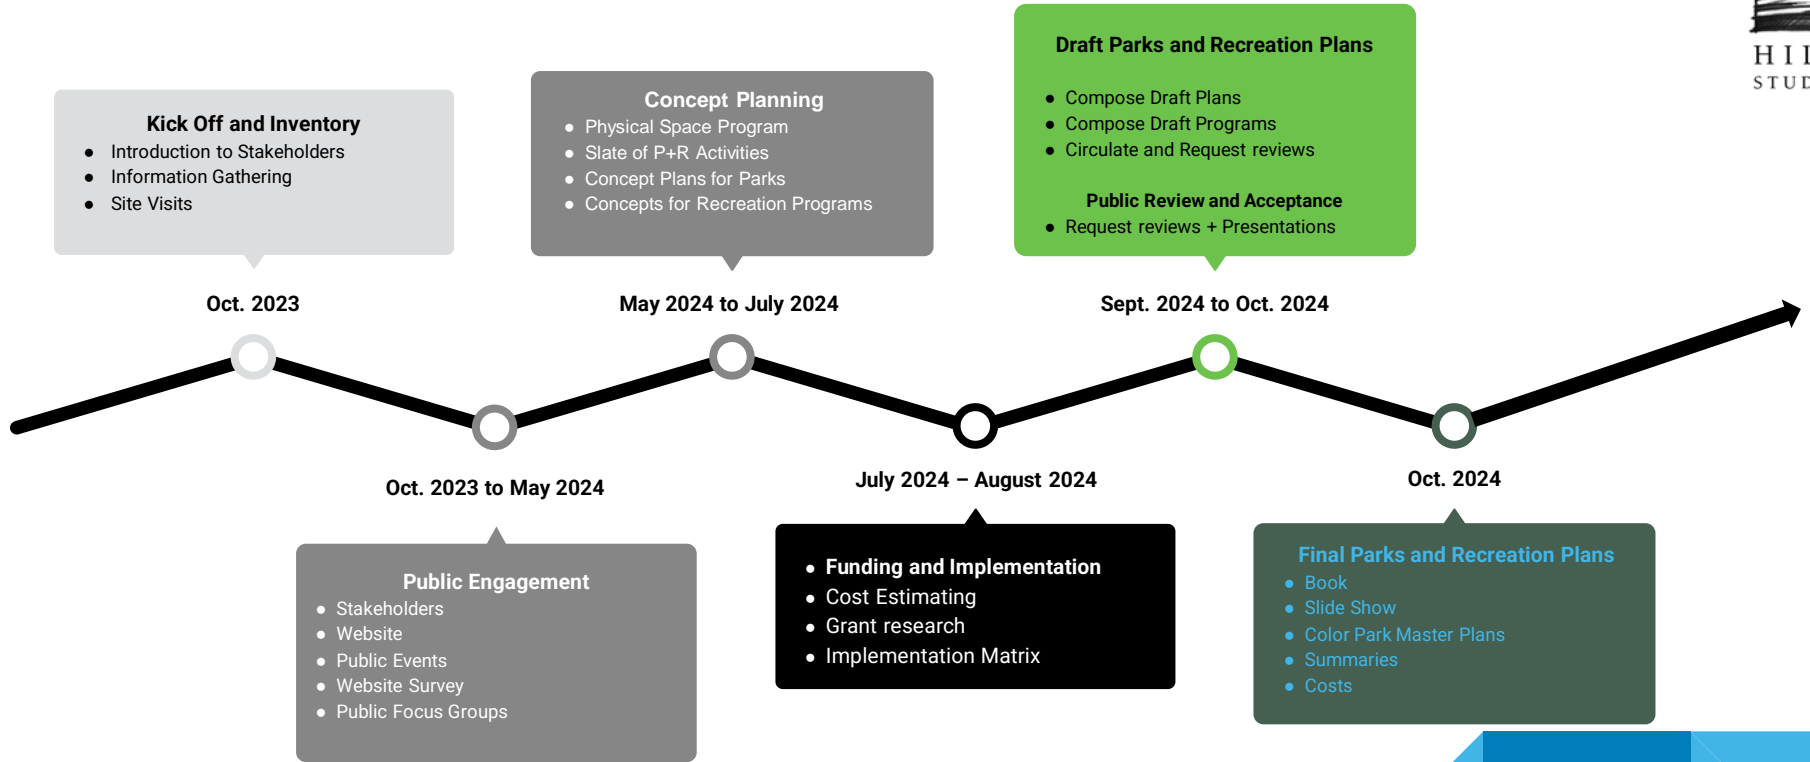 Kick Off and Inventory
● Introduction to Stakeholders
● Information Gathering
● Site Visits
Oct. 2023
Public Engagement
● Stakeholders
● Website
● Public Events
● Website Survey
● Public Focus Groups
Oct. 2023 to May 2024
Concept Planning
● Physical Space Program
● Slate of P+R Activities
● Concept Plans for Parks
● Concepts for Recreation Programs
May 2024 to July 2024
July 2024 – August 2024
● Funding and Implementation
● Cost Estimating
● Grant research
● Implementation Matrix
Draft Parks and Recreation Plans
● Compose Draft Plans
● Compose Draft Programs
● Circulate and Request reviews
Public Review and Acceptance
● Request reviews + Presentations
Sept. 2024 to Oct. 2024
Oct. 2024
Final Parks and Recreation Plans
● Book
● Slide Show
● Color Park Master Plans
● Summaries
● Costs